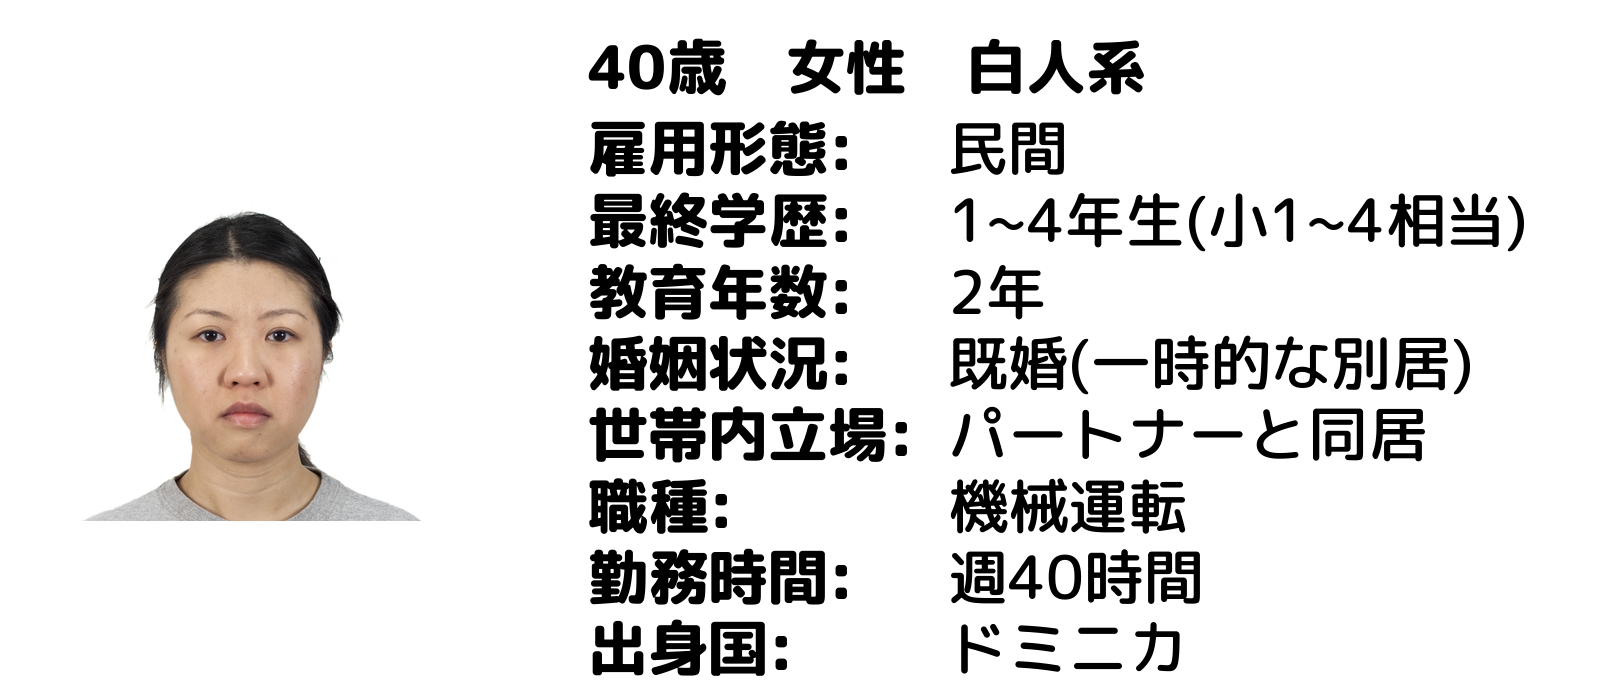 40歳　女性　白人系
雇用形態: 民間
最終学歴: 1~4年生(小1~4相当)
教育年数: 2年
婚姻状況: 既婚(一時的な別居)
世帯内立場: パートナーと同居
職種: 機械運転
勤務時間: 週40時間
出身国: ドミニカ